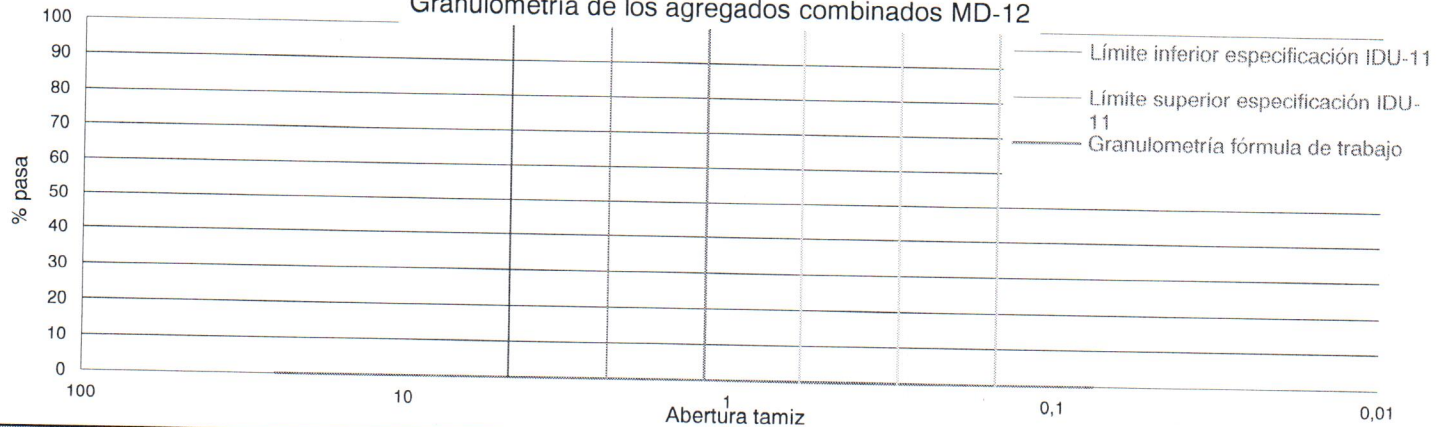 Granulometría de los agregados combinados MD-12
100
90
80
70
60
50
40
30
20
10
0
% pasa
Límite inferior especificación IDU-11
Límite superior especificación IDU-
11
Granulometría fórmula de trabajo
100
10
1
0,1
0,01
Abertura tamiz